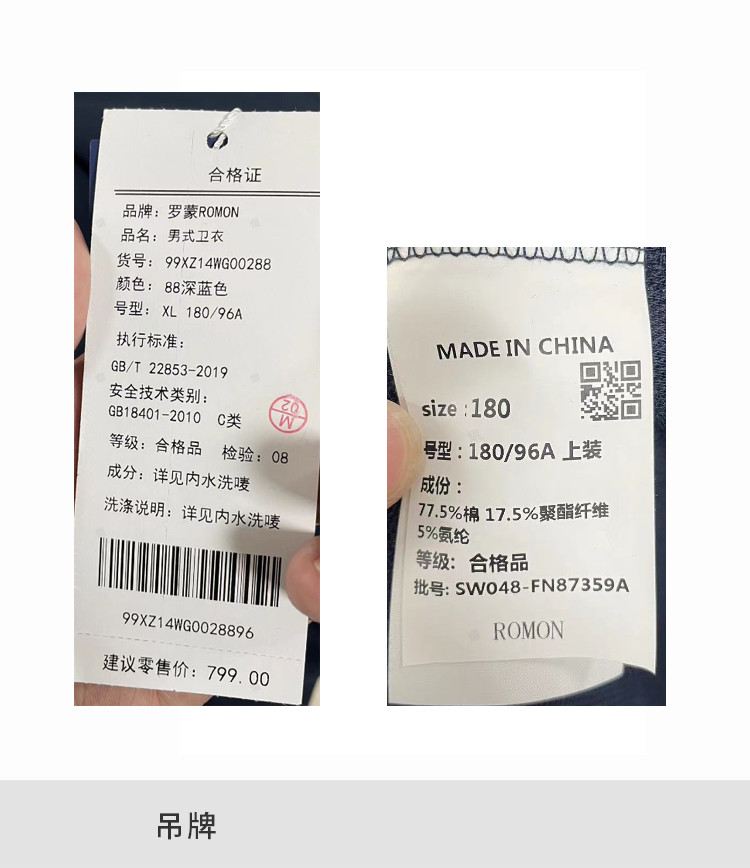 合格证
品牌：罗蒙ROMON
品名：男式卫衣
货号：99XZ14WG00288
颜色：88深蓝色
号型：XL 180/96A
执行标准：
GB/T 22853-2019
安全技术类别：
GB18401-2010 C类
M
02
等级：合格品 检验：08
成分：详见内水洗唛
洗涤说明：详见内水洗唛
99XZ14WG0028896
建议零售价：799.00
MADE IN CHINA
size：180
号型：180/96A 上装
成份：
77.5%棉 17.5%聚酯纤维
5%氨纶
等级：合格品
批号：SW048-FN87359A
ROMON
吊牌